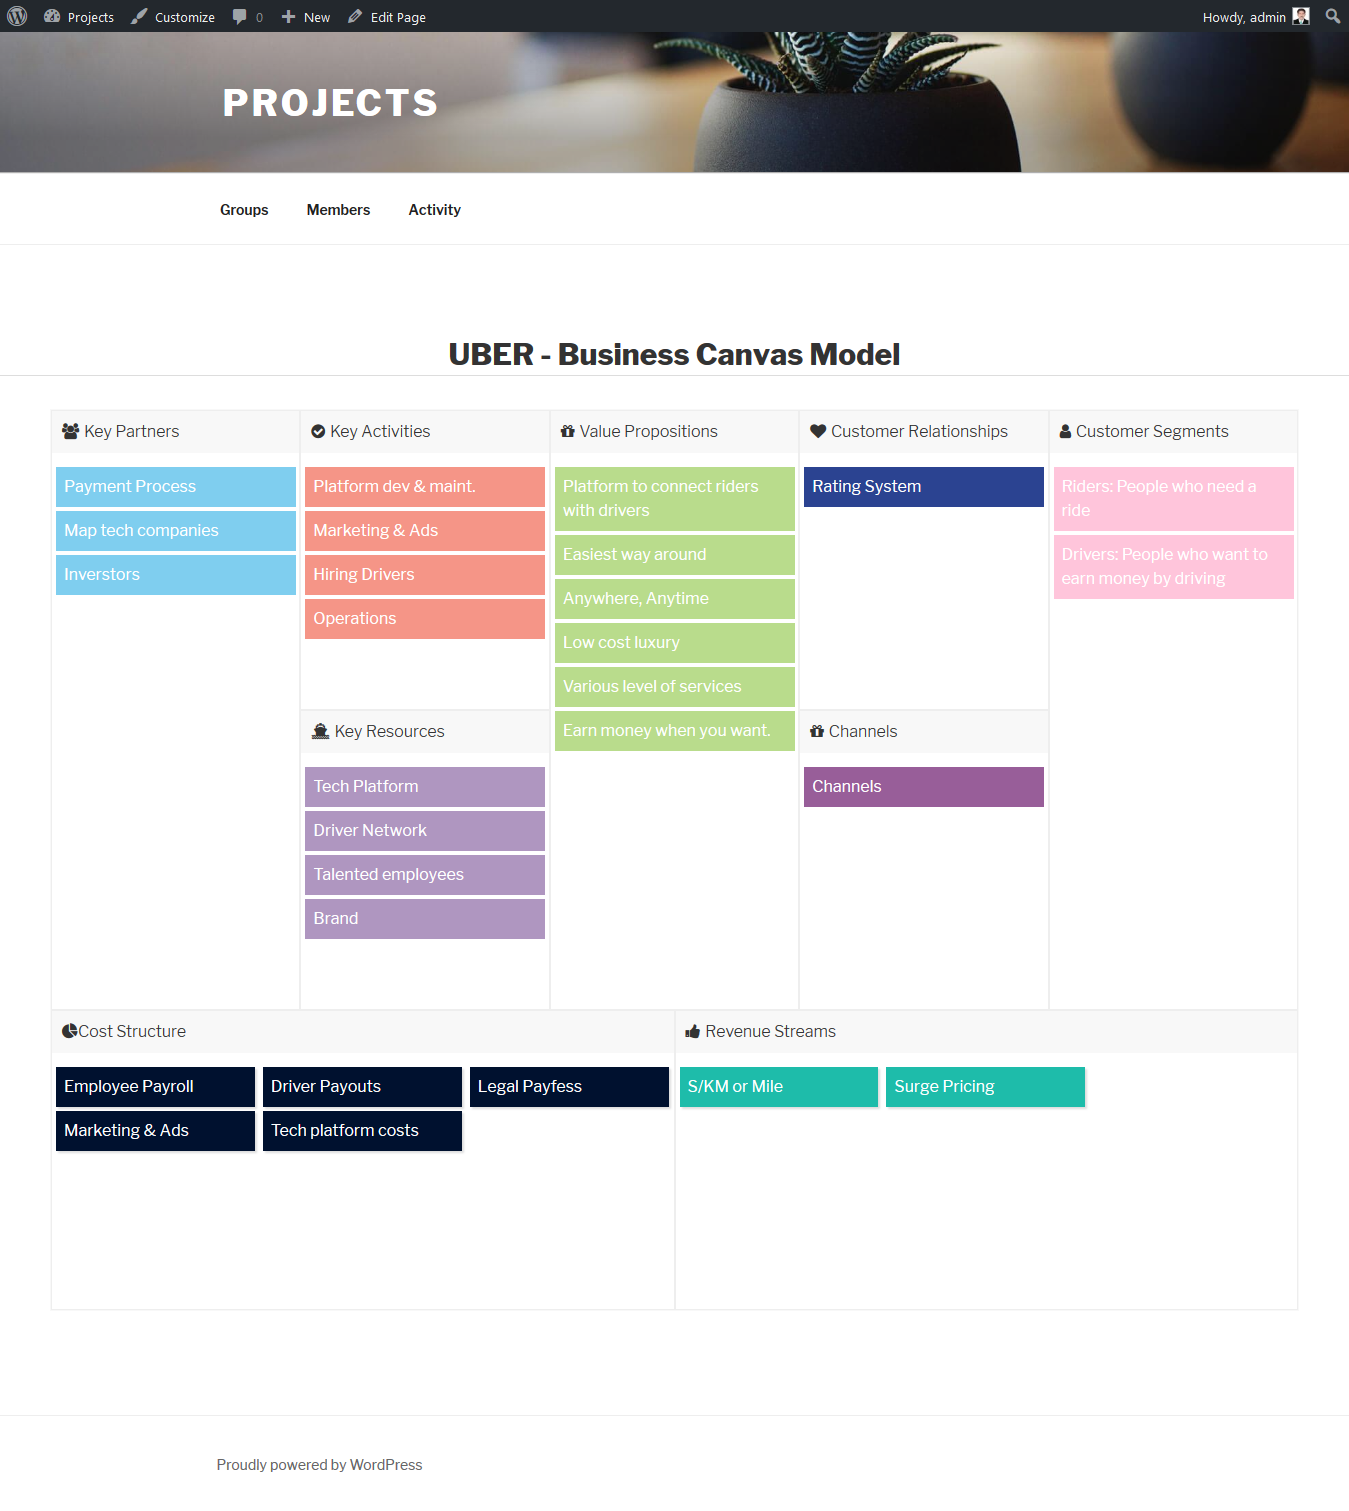 Projects
Customize
0
New
Edit Page
Howdy, admin
PROJECTS
Groups
Members
Activity
UBER - Business Canvas Model
Key Partners
Payment Process
Map tech companies
Inverstors
Key Activities
Platform dev & maint.
Marketing & Ads
Hiring Drivers
Operations
Key Resources
Tech Platform
Driver Network
Talented employees
Brand
Value Propositions
Platform to connect riders
with drivers
Easiest way around
Anywhere, Anytime
Low cost luxury
Various level of services
Earn money when you want.
Customer Relationships
Rating System
Channels
Channels
Customer Segments
Riders: People who need a
ride
Drivers: People who want to
earn money by driving
Cost Structure
Employee Payroll
Driver Payouts
Legal Payfess
Marketing & Ads
Tech platform costs
Revenue Streams
S/KM or Mile
Surge Pricing
Proudly powered by WordPress